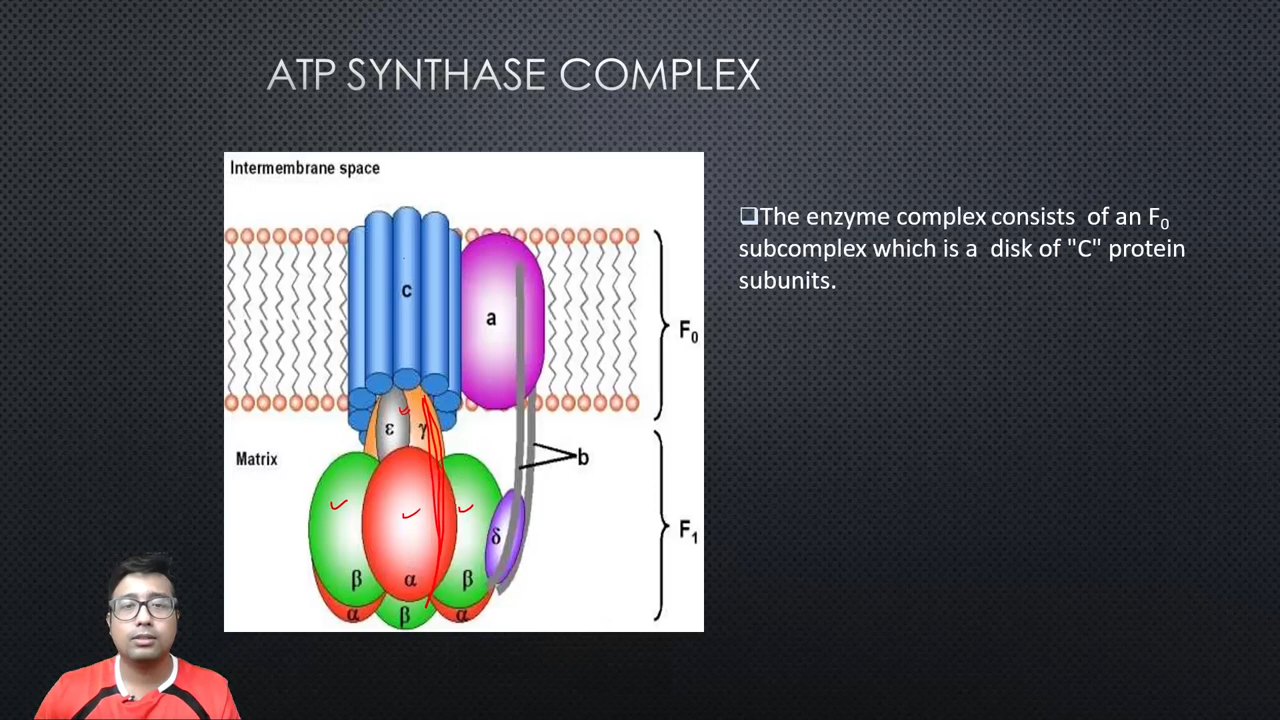 ATP SYNTHASE COMPLEX
Intermembrane space
❑The enzyme complex consists of an F₀
subcomplex which is a disk of "C" protein
subunits.
c
a
F₀
ε
γ
Matrix
b
F₁
δ
β
α
β
α
β
α